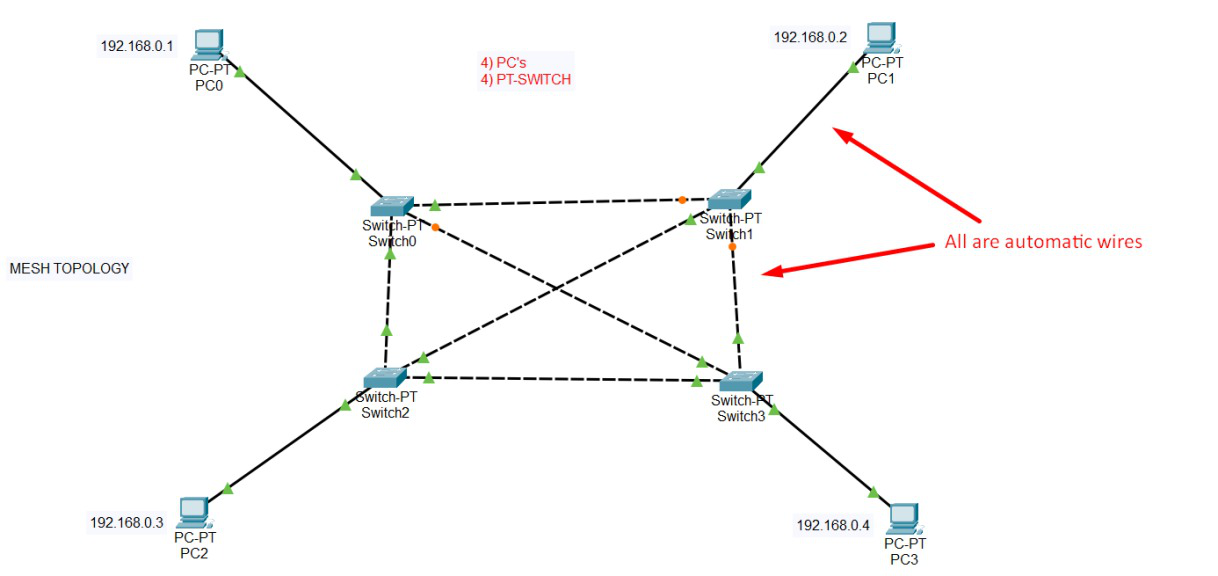 192.168.0.1
PC-PT
PC0
4) PC's
4) PT-SWITCH
192.168.0.2
PC-PT
PC1
Switch-PT
Switch0
Switch-PT
Switch1
All are automatic wires
MESH TOPOLOGY
Switch-PT
Switch2
Switch-PT
Switch3
192.168.0.3
PC-PT
PC2
192.168.0.4
PC-PT
PC3